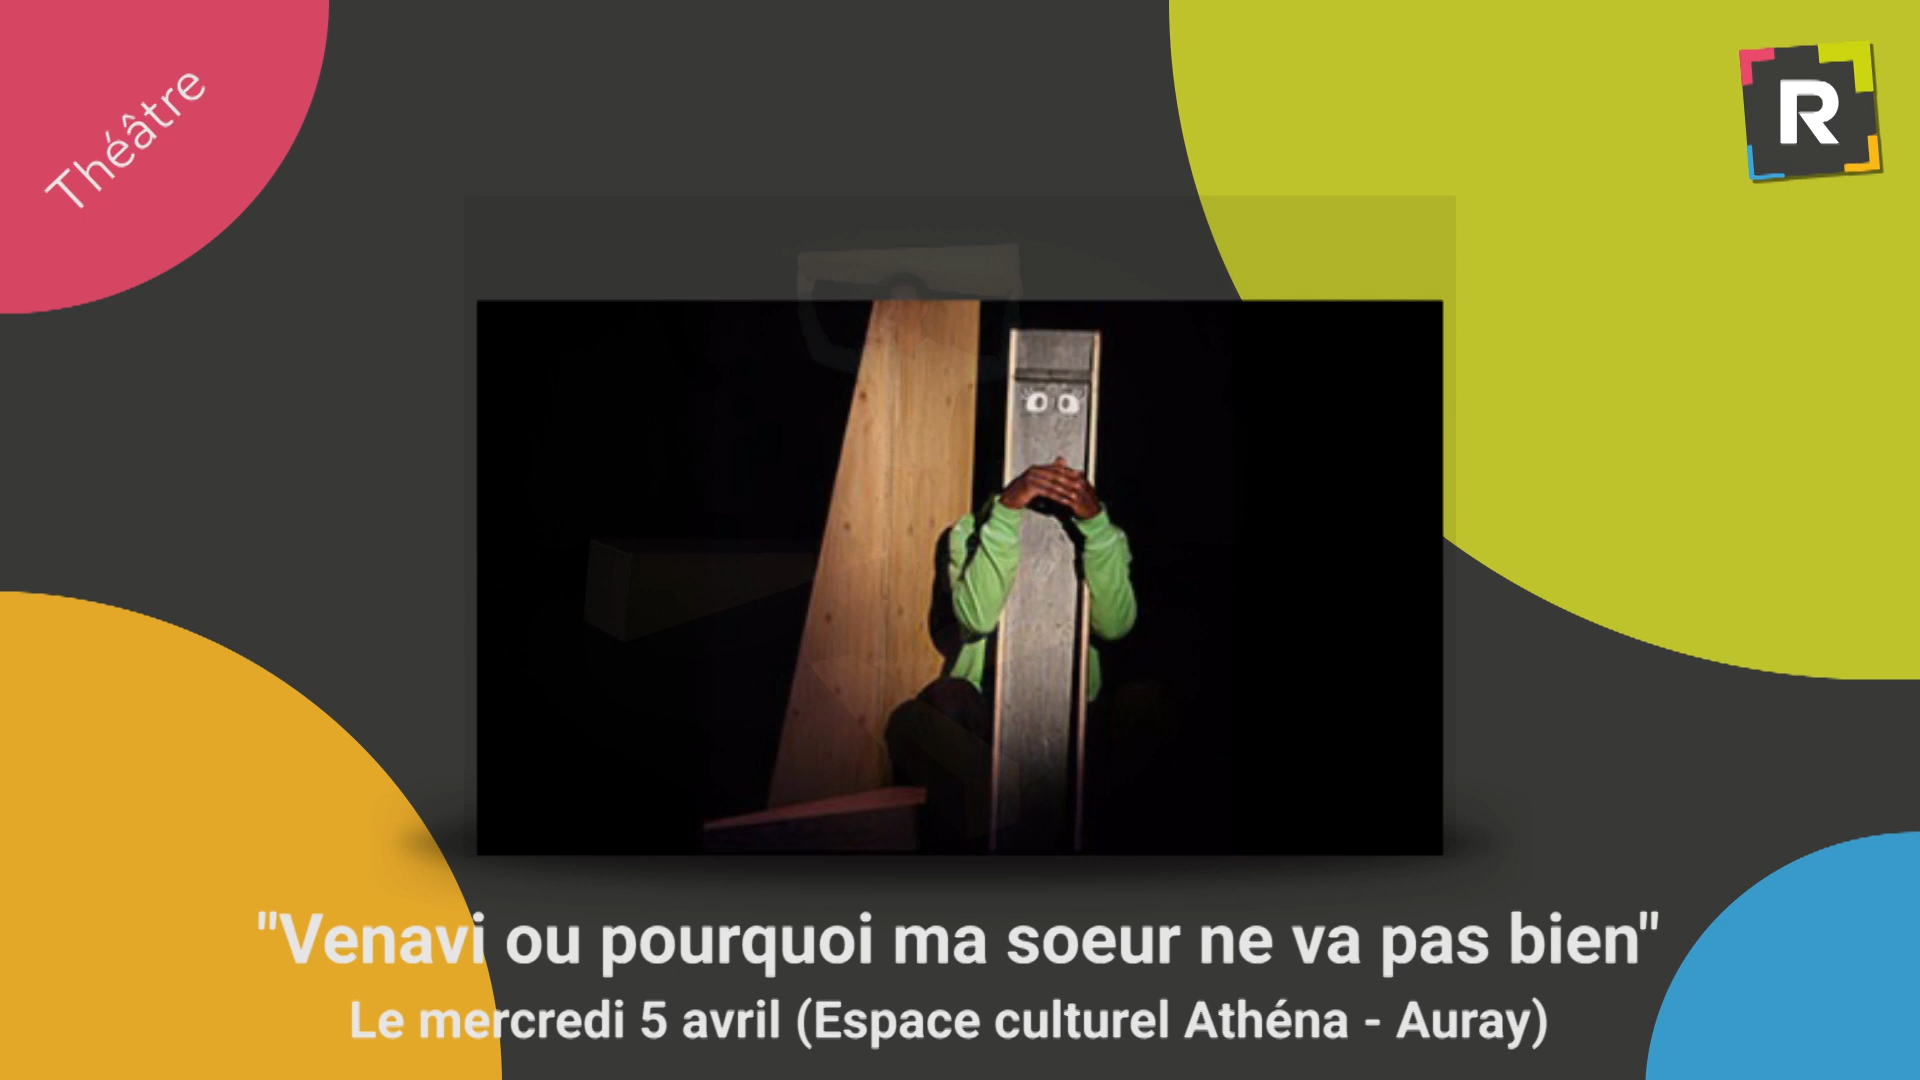 Théâtre
R
"Venavi ou pourquoi ma soeur ne va pas bien"
Le mercredi 5 avril (Espace culturel Athéna - Auray)